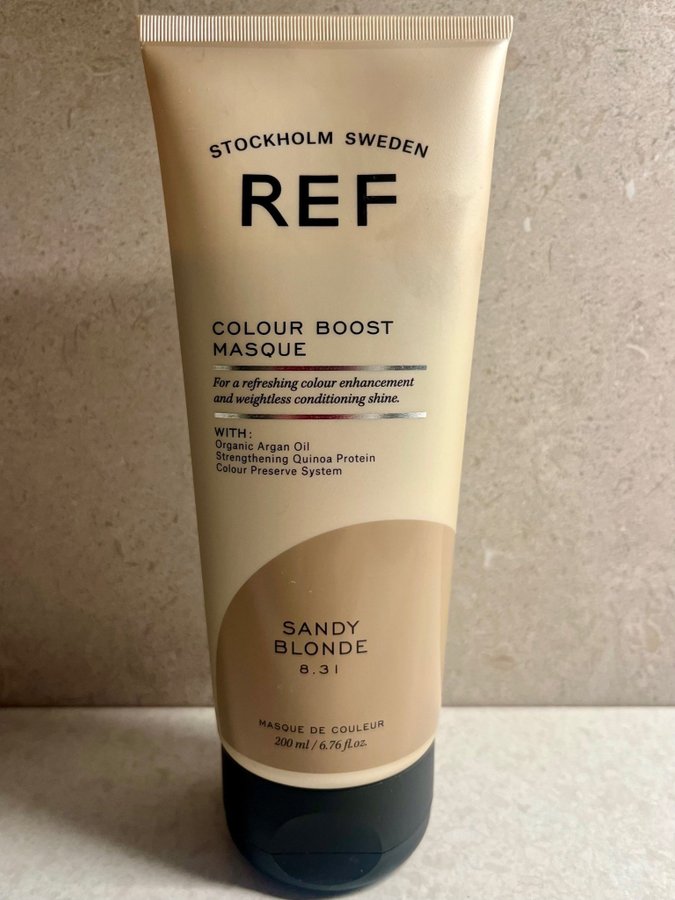 STOCKHOLM SWEDEN
REF
COLOUR BOOST
MASQUE
For a refreshing colour enhancement
and weightless conditioning shine.
WITH:
Organic Argan Oil
Strengthening Quinoa Protein
Colour Preserve System
SANDY
BLONDE
8.31
MASQUE DE COULEUR
200 ml / 6.76 fl.oz.